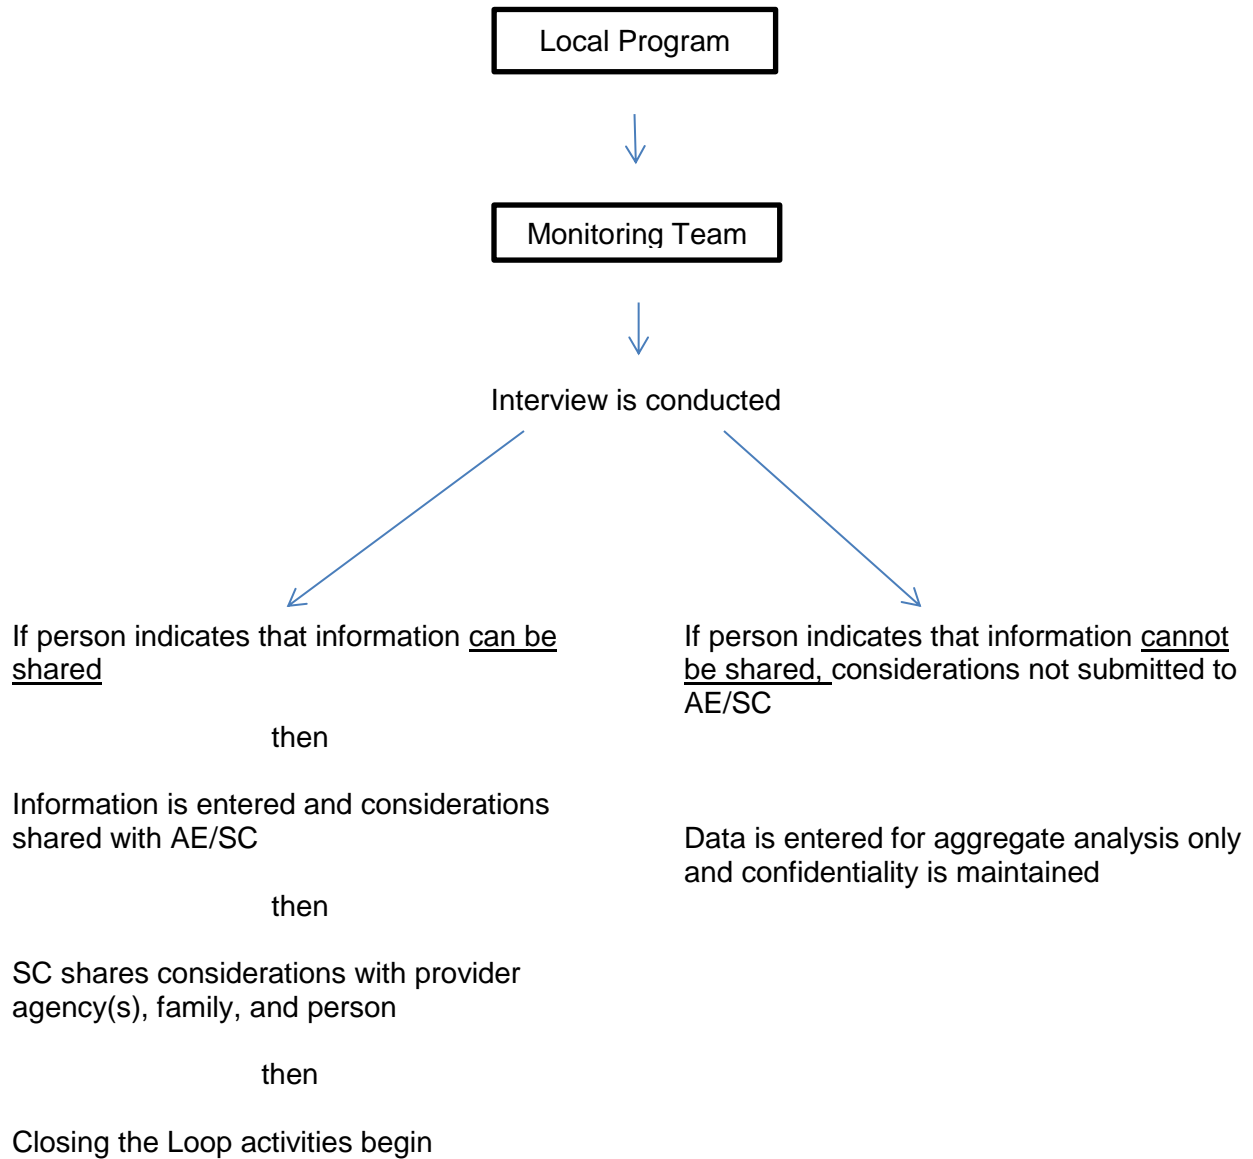 Local Program
Monitoring Team
Interview is conducted
If person indicates that information can be
shared
then
Information is entered and considerations
shared with AE/SC
then
SC shares considerations with provider
agency(s), family, and person
then
Closing the Loop activities begin
If person indicates that information cannot
be shared, considerations not submitted to
AE/SC
Data is entered for aggregate analysis only
and confidentiality is maintained